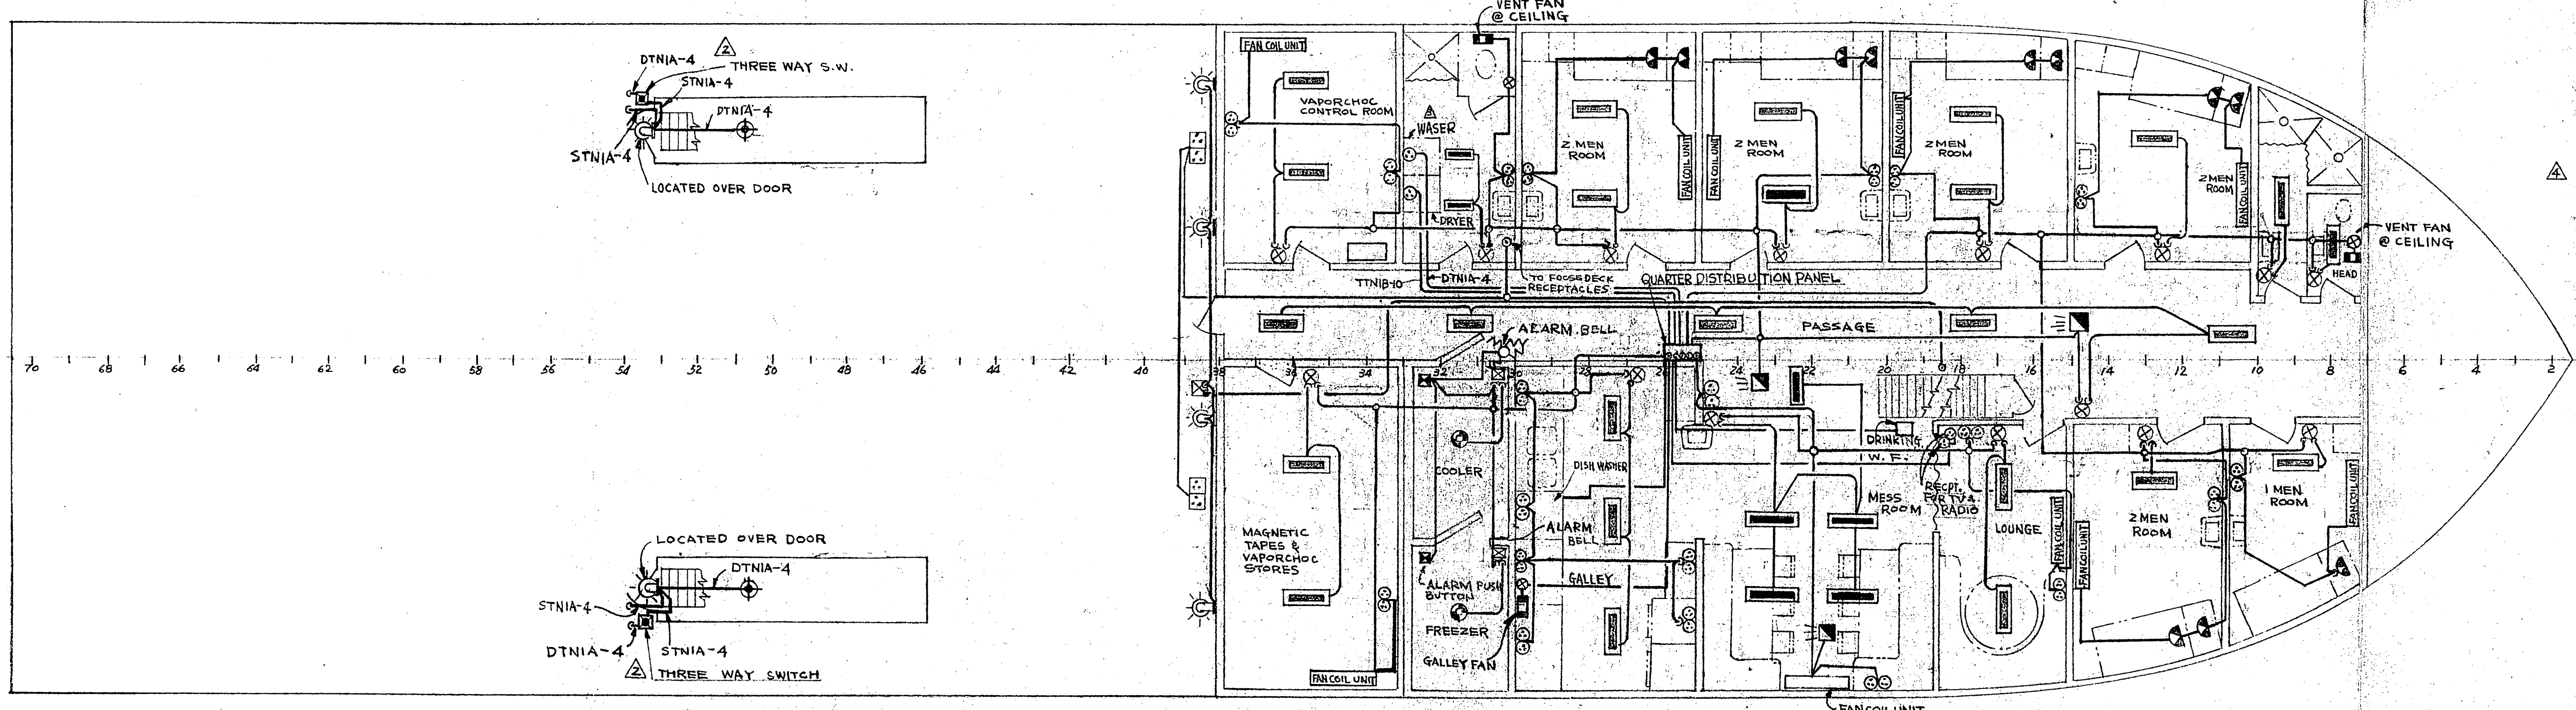 VENT FAN
@ CEILING
2
DTNIA-4
THREE WAY S.W.
STNIA-4
DTNIA-4
STNIA-4
LOCATED OVER DOOR
FAN COIL UNIT
VAPORCHOC
CONTROL ROOM
3
WASER
DRYER
2 MEN
ROOM
FAN COIL UNIT
FAN COIL UNIT
2 MEN
ROOM
FAN COIL UNIT
2 MEN
ROOM
2 MEN
ROOM
FAN COIL UNIT
4
VENT FAN
@ CEILING
HEAD
TTNIB-10
DTNIA-4
TO FOCSEDECK
RECEPTACLES
QUARTER DISTRIBUTION PANEL
ALARM BELL
PASSAGE
70 68 66 64 62 60 58 56 54 52 50 48 46 44 42 40 38 36 34 32 30 28 26 24 22 20 18 16 14 12 10 8 6 4 2
COOLER
DISH WASHER
DRINKING
W. F.
MESS
ROOM
RECPT.
FOR TV &
RADIO
LOUNGE
FAN COIL UNIT
FAN COIL UNIT
2 MEN
ROOM
1 MEN
ROOM
FAN COIL UNIT
MAGNETIC
TAPES &
VAPORCHOC
STORES
ALARM
BELL
GALLEY
ALARM PUSH
BUTTON
FREEZER
GALLEY FAN
FAN COIL UNIT
FAN COIL UNIT
LOCATED OVER DOOR
DTNIA-4
STNIA-4
DTNIA-4
STNIA-4
2
THREE WAY SWITCH